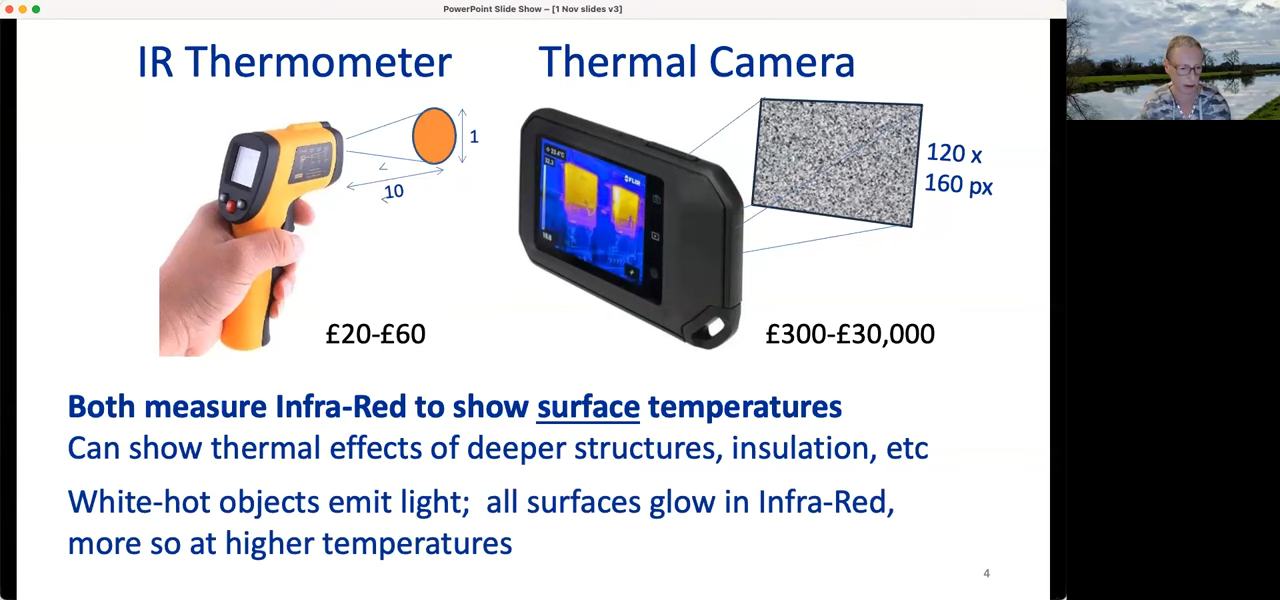 PowerPoint Slide Show – [1 Nov slides v3]
IR Thermometer
Thermal Camera
1
10
FLIR
120 x
160 px
£20-£60
£300-£30,000
Both measure Infra-Red to show surface temperatures
Can show thermal effects of deeper structures, insulation, etc
White-hot objects emit light; all surfaces glow in Infra-Red,
more so at higher temperatures
4